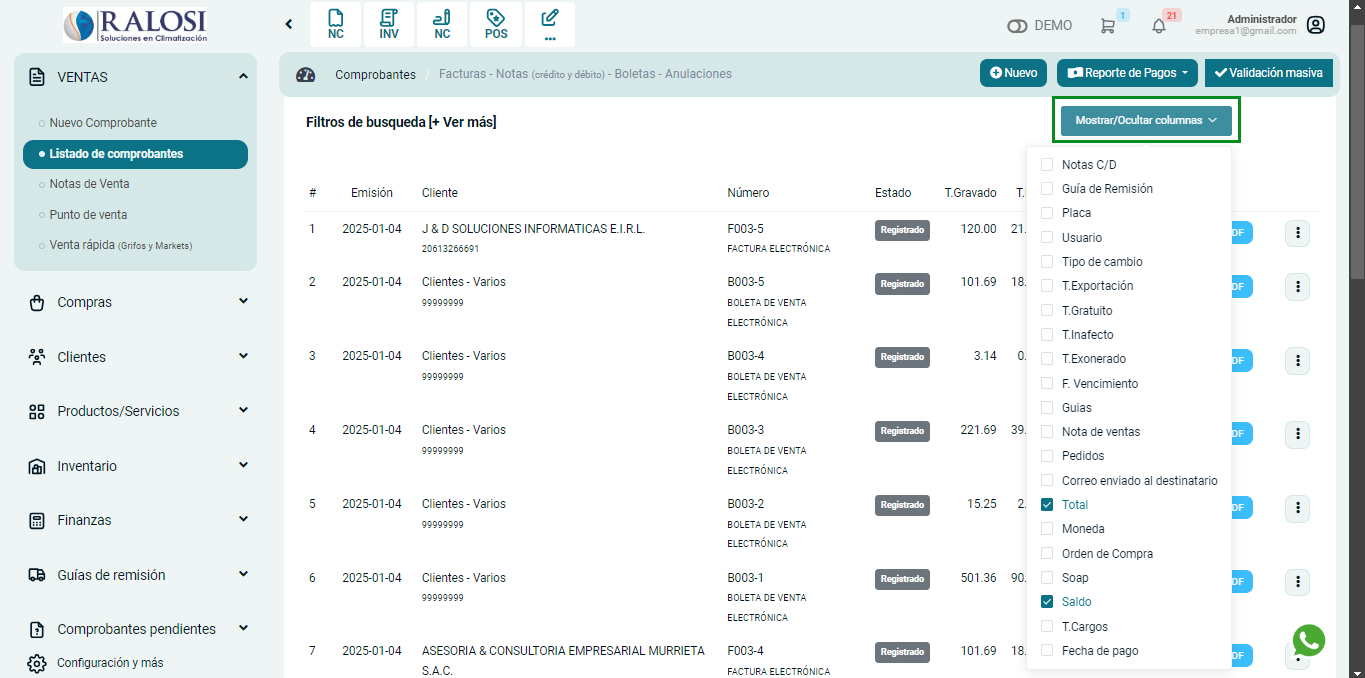 RALOSI
Soluciones en Climatización
NC
INV
NC
POS
...
DEMO
1
21
Administrador
empresa1@gmail.com
VENTAS
Nuevo Comprobante
Listado de comprobantes
Notas de Venta
Punto de venta
Venta rápida (Grifos y Markets)
Compras
Clientes
Productos/Servicios
Inventario
Finanzas
Guías de remisión
Comprobantes pendientes
Configuración y más
Comprobantes / Facturas - Notas (crédito y débito) - Boletas - Anulaciones
Nuevo
Reporte de Pagos
Validación masiva
Filtros de busqueda [+ Ver más]
Mostrar/Ocultar columnas
# Emisión Cliente Número Estado T.Gravado T.
1 2025-01-04 J & D SOLUCIONES INFORMATICAS E.I.R.L. F003-5 Registrado 120.00 21.
20613266691 FACTURA ELECTRÓNICA
2 2025-01-04 Clientes - Varios B003-5 Registrado 101.69 18.
99999999 BOLETA DE VENTA
ELECTRÓNICA
3 2025-01-04 Clientes - Varios B003-4 Registrado 3.14 0.
99999999 BOLETA DE VENTA
ELECTRÓNICA
4 2025-01-04 Clientes - Varios B003-3 Registrado 221.69 39.
99999999 BOLETA DE VENTA
ELECTRÓNICA
5 2025-01-04 Clientes - Varios B003-2 Registrado 15.25 2.
99999999 BOLETA DE VENTA
ELECTRÓNICA
6 2025-01-04 Clientes - Varios B003-1 Registrado 501.36 90.
99999999 BOLETA DE VENTA
ELECTRÓNICA
7 2025-01-04 ASESORIA & CONSULTORIA EMPRESARIAL MURRIETA F003-4 Registrado 101.69 18.
S.A.C. FACTURA ELECTRÓNICA
Notas C/D
Guía de Remisión
Placa
Usuario
Tipo de cambio
T.Exportación
T.Gratuito
T.Inafecto
T.Exonerado
F. Vencimiento
Guias
Nota de ventas
Pedidos
Correo enviado al destinatario
Total
Moneda
Orden de Compra
Soap
Saldo
T.Cargos
Fecha de pago
DF
DF
DF
DF
DF
DF
DF